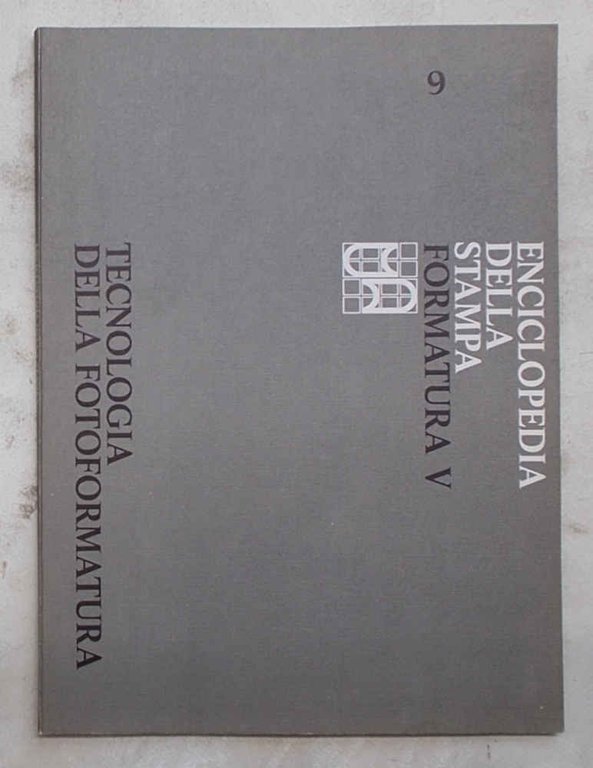 9
ENCICLOPEDIA
DELLA
STAMPA
FORMATURA V
TECNOLOGIA
DELLA FOTOFORMATURA